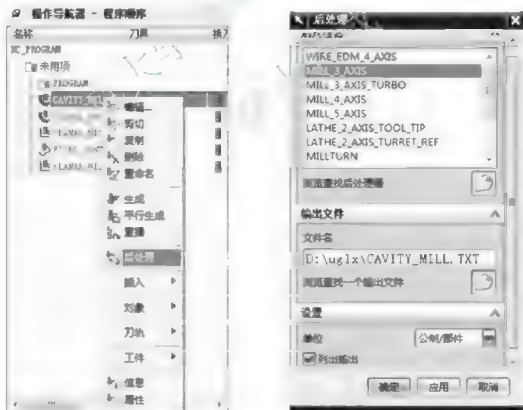 操作导航器 - 程序顺序
名称 刀具
NC_PROGRAM
未用项
PROGRAM
CAVITY_MIL
编辑...
剪切
复制
删除
重命名
生成
平行生成
重播
后处理
插入
对象
刀轨
工件
信息
属性
后处理
WIRE_EDM_4_AXIS
MILL_3_AXIS
MILL_3_AXIS_TURBO
MILL_4_AXIS
MILL_5_AXIS
LATHE_2_AXIS_TOOL_TIP
LATHE_2_AXIS_TURRET_REF
MILLTURN
浏览查找后处理器
输出文件
文件名
D:\uglx\CAVITY_MILL.TXT
浏览查找一个输出文件
设置
单位 公制/部件
列出输出
确定 应用 取消